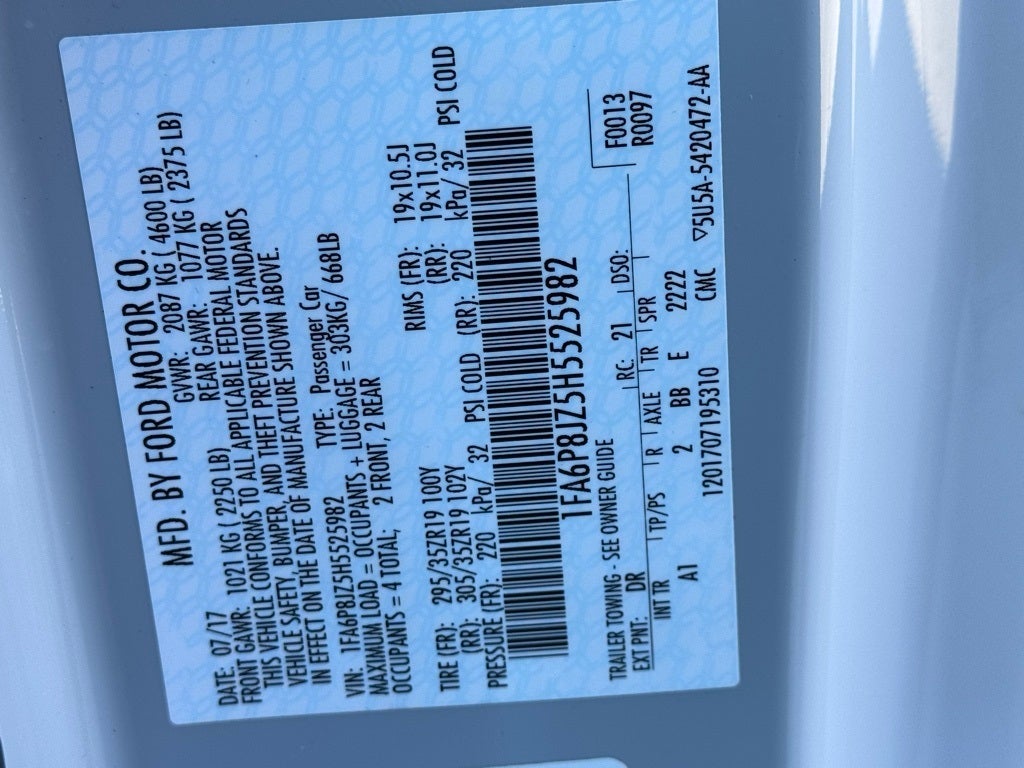 MFD. BY FORD MOTOR CO.
DATE: 07/17 GVWR: 2087 KG ( 4600 LB)
FRONT GAWR: 1021 KG ( 2250 LB) REAR GAWR: 1077 KG ( 2375 LB)
THIS VEHICLE CONFORMS TO ALL APPLICABLE FEDERAL MOTOR
VEHICLE SAFETY, BUMPER, AND THEFT PREVENTION STANDARDS
IN EFFECT ON THE DATE OF MANUFACTURE SHOWN ABOVE.
VIN: 1FA6P8JZ5H5525982 TYPE: Passenger Car
MAXIMUM LOAD = OCCUPANTS + LUGGAGE = 303KG/ 668LB
OCCUPANTS = 4 TOTAL; 2 FRONT, 2 REAR
TIRE (FR): 295/35ZR19 100Y RIMS (FR): 19x10.5J
(RR): 305/35ZR19 102Y (RR): 19x11.0J
PRESSURE (FR): 220 kPa/ 32 PSI COLD (RR): 220 kPa/ 32 PSI COLD
1FA6P8JZ5H5525982
TRAILER TOWING - SEE OWNER GUIDE F0013
EXT PNT: DR RC: 21 DSO: R0097
INT TR TP/PS R AXLE TR SPR
A1 2 BB E 2222
1201707195310 CMC ▽5U5A-5420472-AA